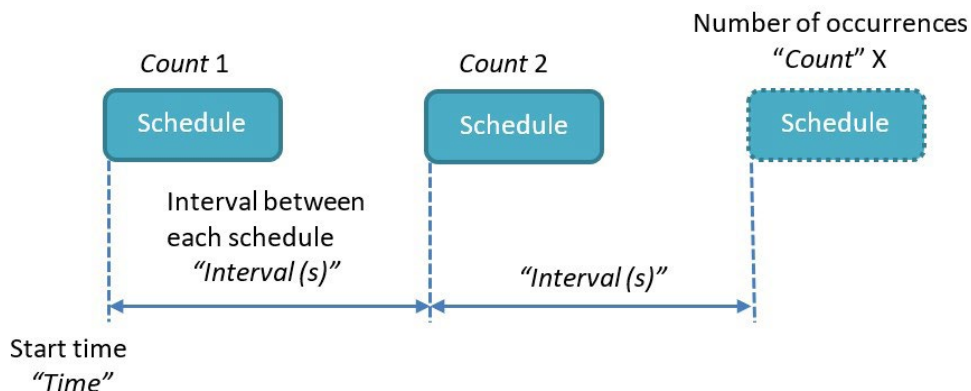 Number of occurrences
Count 1
Count 2
“Count” X
Schedule
Schedule
Schedule
Interval between
each schedule
“Interval (s)”
“Interval (s)”
Start time
“Time”